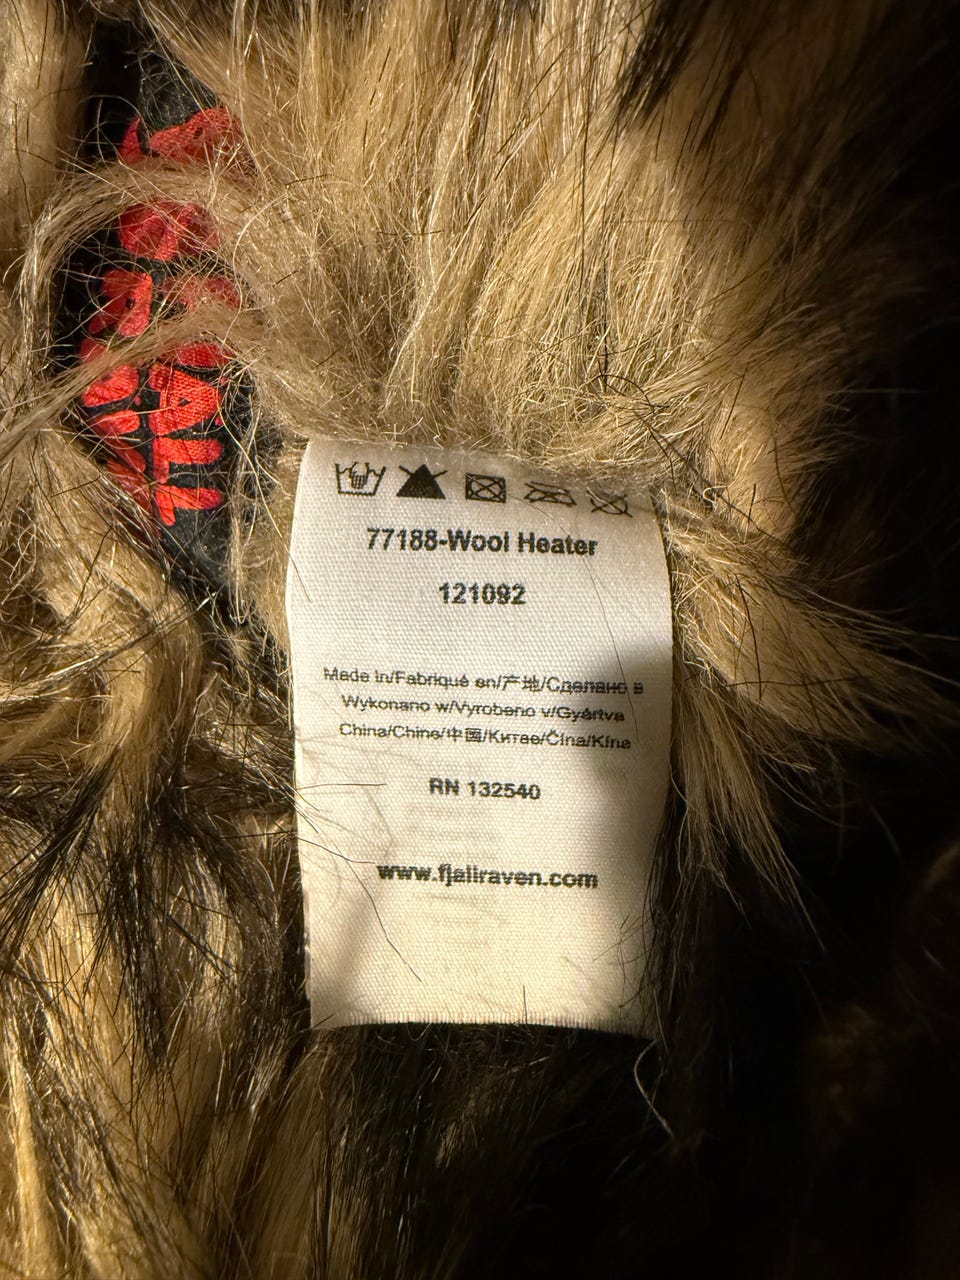 77188-Wool Heater
121092
Made in/Fabriqué en/产地/Сделано в
Wykonano w/Vyrobeno v/Gyártva
China/Chine/中国/Китае/Čína/Kína
RN 132540
www.fjallraven.com